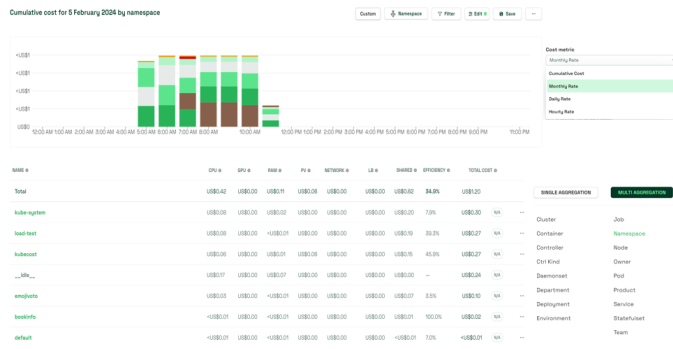 Cumulative cost for 5 February 2024 by namespace
Custom Namespace Filter Edit Save
Cost metric
Monthly Rate
Cumulative Cost
Monthly Rate
Daily Rate
Hourly Rate
<US$1
<US$1
<US$1
<US$1
US$0
12:00 AM 1:00 AM 2:00 AM 3:00 AM 4:00 AM 5:00 AM 6:00 AM 7:00 AM 8:00 AM 10:00 AM 12:00 PM 1:00 PM 2:00 PM 3:00 PM 4:00 PM 5:00 PM 6:00 PM 7:00 PM 8:00 PM 9:00 PM 11:00 PM
NAME CPU GPU RAM PV NETWORK LB SHARED EFFICIENCY TOTAL COST
Total US$0.42 US$0.00 US$0.11 US$0.06 US$0.00 US$0.00 US$0.62 34.9% US$1.20
kube-system US$0.09 US$0.00 US$0.02 US$0.00 US$0.00 US$0.00 US$0.20 7.9% US$0.30 N/A
load-test US$0.09 US$0.00 <US$0.01 US$0.00 US$0.00 US$0.00 US$0.19 39.3% US$0.27 N/A
kubecost US$0.06 US$0.00 US$0.01 US$0.06 US$0.00 US$0.00 US$0.15 45.9% US$0.27 N/A
__idle__ US$0.17 US$0.00 US$0.07 US$0.00 US$0.00 US$0.00 US$0.00 — US$0.24 N/A
emojivoto US$0.03 US$0.00 <US$0.01 US$0.00 US$0.00 US$0.00 US$0.07 3.5% US$0.10 N/A
bookinfo <US$0.01 US$0.00 <US$0.01 US$0.00 US$0.00 US$0.00 US$0.01 100.0% US$0.02 N/A
default <US$0.01 US$0.00 <US$0.01 US$0.00 US$0.00 US$0.00 <US$0.01 7.0% <US$0.01 N/A
SINGLE AGGREGATION MULTI AGGREGATION
Cluster Job
Container Namespace
Controller Node
Ctrl Kind Owner
Daemonset Pod
Department Product
Deployment Service
Environment Statefulset
Team